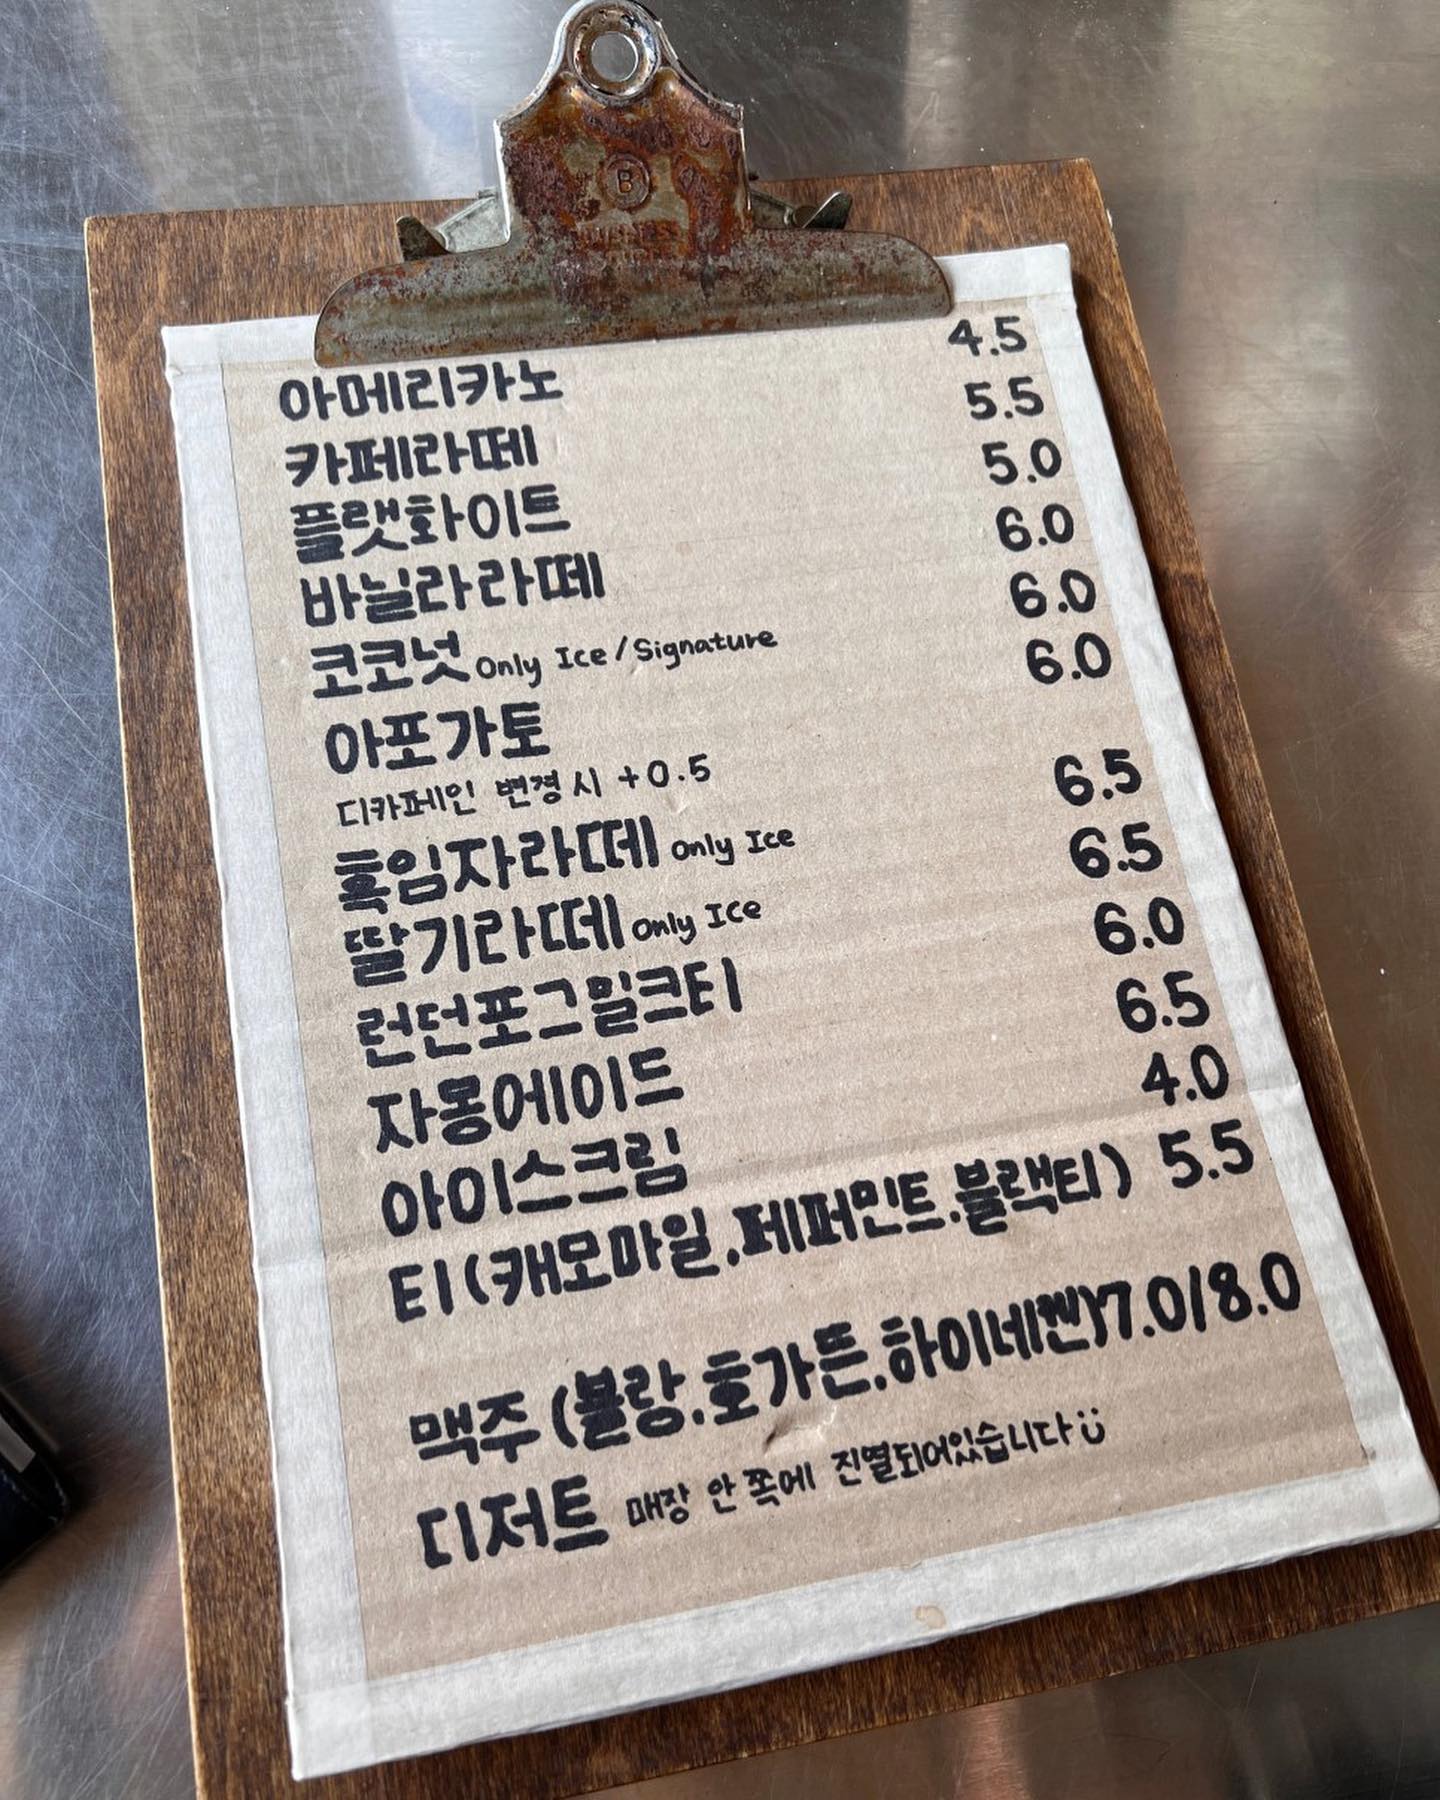 B
아메리카노 4.5
카페라떼 5.5
플랫화이트 5.0
바닐라라떼 6.0
코코넛 Only Ice/Signature 6.0
아포가토 6.0
디카페인 변경시 +0.5
흑임자라떼 Only Ice 6.5
딸기라떼 Only Ice 6.5
런던포그밀크티 6.0
자몽에이드 6.5
아이스크림 4.0
티(캐모마일.페퍼민트.블랙티) 5.5
맥주 (블랑.호가든.하이네켄)7.0/8.0
디저트 매장 안쪽에 진열되어있습니다